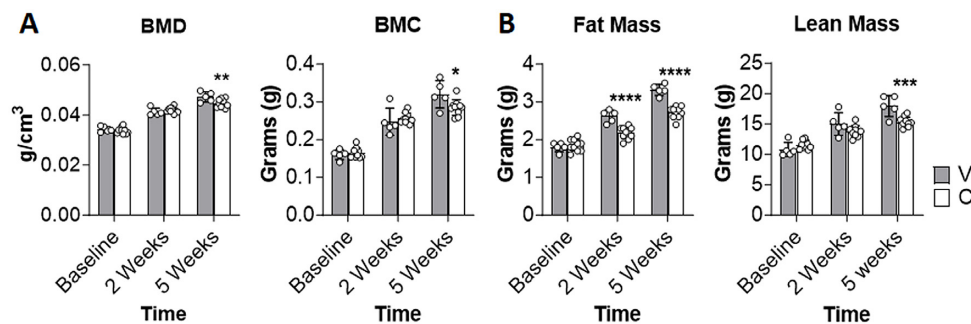 A
BMD
g/cm³
0.06
0.04
0.02
0.00
**
Baseline
2 Weeks
5 Weeks
Time
BMC
Grams (g)
0.4
0.3
0.2
0.1
0.0
*
Baseline
2 Weeks
5 Weeks
Time
B
Fat Mass
Grams (g)
4
3
2
1
0
****
****
Baseline
2 Weeks
5 Weeks
Time
Lean Mass
Grams (g)
25
20
15
10
5
0
***
Baseline
2 Weeks
5 weeks
Time
V